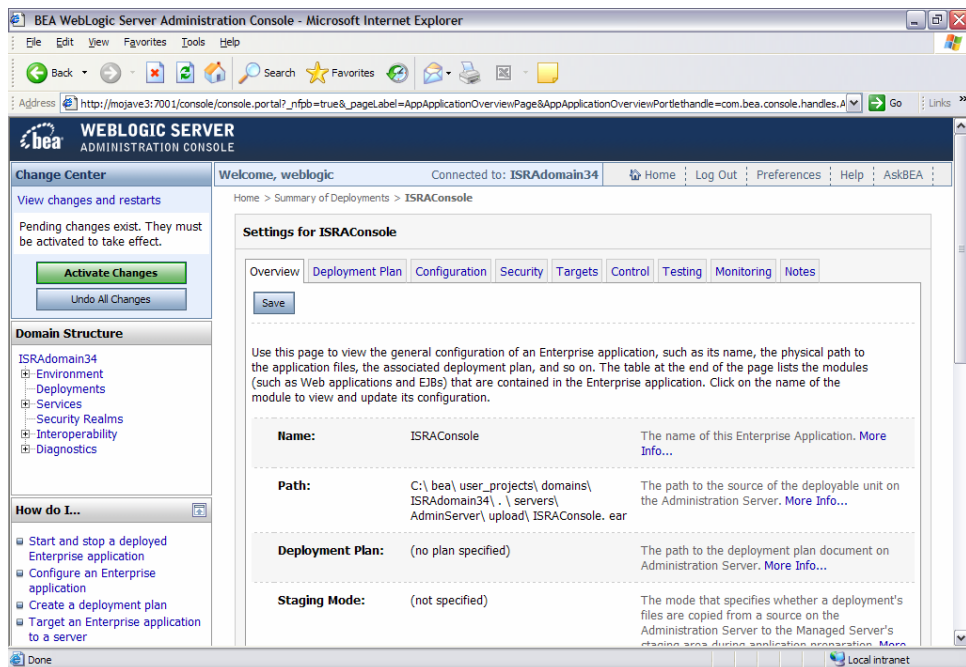 BEA WebLogic Server Administration Console - Microsoft Internet Explorer
File Edit View Favorites Tools Help
Back Search Favorites
Address http://mojave3:7001/console/console.portal?_nfpb=true&_pageLabel=AppApplicationOverviewPage&AppApplicationOverviewPortlethandle=com.bea.console.handles.A Go Links »
bea WEBLOGIC SERVER
ADMINISTRATION CONSOLE
Change Center
View changes and restarts
Pending changes exist. They must
be activated to take effect.
Activate Changes
Undo All Changes
Domain Structure
ISRAdomain34
Environment
Deployments
Services
Security Realms
Interoperability
Diagnostics
How do I...
Start and stop a deployed
Enterprise application
Configure an Enterprise
application
Create a deployment plan
Target an Enterprise application
to a server
Welcome, weblogic Connected to: ISRAdomain34 Home Log Out Preferences Help AskBEA
Home > Summary of Deployments > ISRAConsole
Settings for ISRAConsole
Overview Deployment Plan Configuration Security Targets Control Testing Monitoring Notes
Save
Use this page to view the general configuration of an Enterprise application, such as its name, the physical path to
the application files, the associated deployment plan, and so on. The table at the end of the page lists the modules
(such as Web applications and EJBs) that are contained in the Enterprise application. Click on the name of the
module to view and update its configuration.
Name: ISRAConsole The name of this Enterprise Application. More
Info...
Path: C:\ bea\ user_projects\ domains\ The path to the source of the deployable unit on
ISRAdomain34\ . \ servers\ the Administration Server. More Info...
AdminServer\ upload\ ISRAConsole. ear
Deployment Plan: (no plan specified) The path to the deployment plan document on
Administration Server. More Info...
Staging Mode: (not specified) The mode that specifies whether a deployment's
files are copied from a source on the
Administration Server to the Managed Server's
staging area during application preparation. More
Done Local intranet